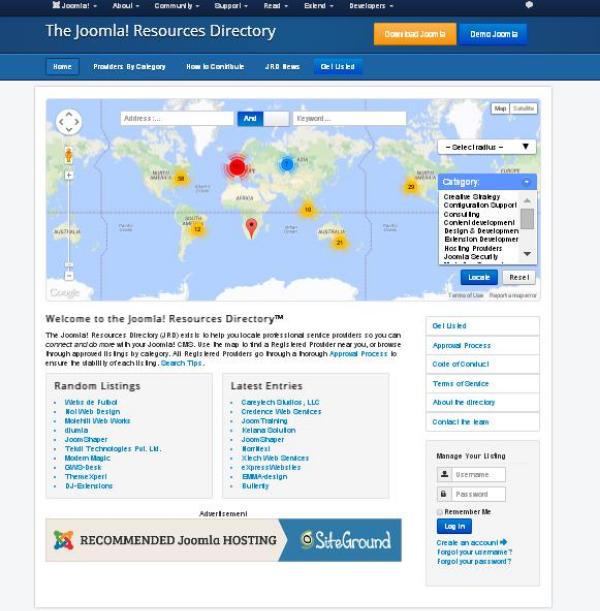 Joomla! About Community Support Read Extend Developers
The Joomla! Resources Directory
Download Joomla Demo Joomla
Home Providers By Category How to Contribute JRD News Get Listed
Address.... And Keyword...
Map Satellite
-- Select radius --
NORTH AMERICA 58 EUROPE 7 ASIA NORTH AMERICA 29 EUROPE
Category:
Creative Strategy
Configuration Support
Consulting
Content development
Design & Developmen
Extension Developmer
Hosting Providers
Joomla Security
AFRICA
10
SOUTH AMERICA 12
AUSTRALIA AUSTRALIA 21
Locate Reset
Google Terms of Use Report a map error
Welcome to the Joomla! Resources Directory™
The Joomla! Resources Directory (JRD) exists to help you locate professional service providers so you can
connect and do more with your Joomla! CMS. Use the map to find a Registered Provider near you, or browse
through approved listings by category. All Registered Providers go through a thorough Approval Process to
ensure the stability of each listing. Search Tips.
Random Listings
Webs de Futbol
Nol Web Design
Molehill Web Works
djumla
JoomShaper
Tekdi Technologies Pvt. Ltd.
Modern Magic
GWS-Desk
ThemeXpert
DJ-Extensions
Latest Entries
Careytech Studios, LLC
Credence Web Services
JoomTraining
Kelana Solution
JoomShaper
NorrNext
Xtech Web Services
eXpressWebsites
EMMA-design
Butterfly
Get Listed
Approval Process
Code of Conduct
Terms of Service
About the directory
Contact the team
Manage Your Listing
Username
Password
Remember Me
Log in
Create an account
Forgot your username?
Forgot your password?
Advertisement
RECOMMENDED Joomla HOSTING SiteGround